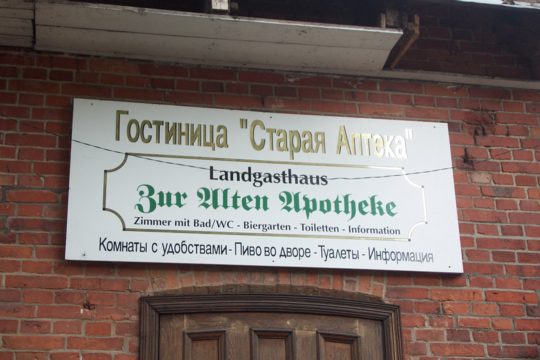 Гостиница "Старая Аптека"
Landgasthaus
Zur Alten Apotheke
Zimmer mit Bad/WC - Biergarten - Toiletten - Information
Комнаты с удобствами - Пиво во дворе - Туалеты - Информация